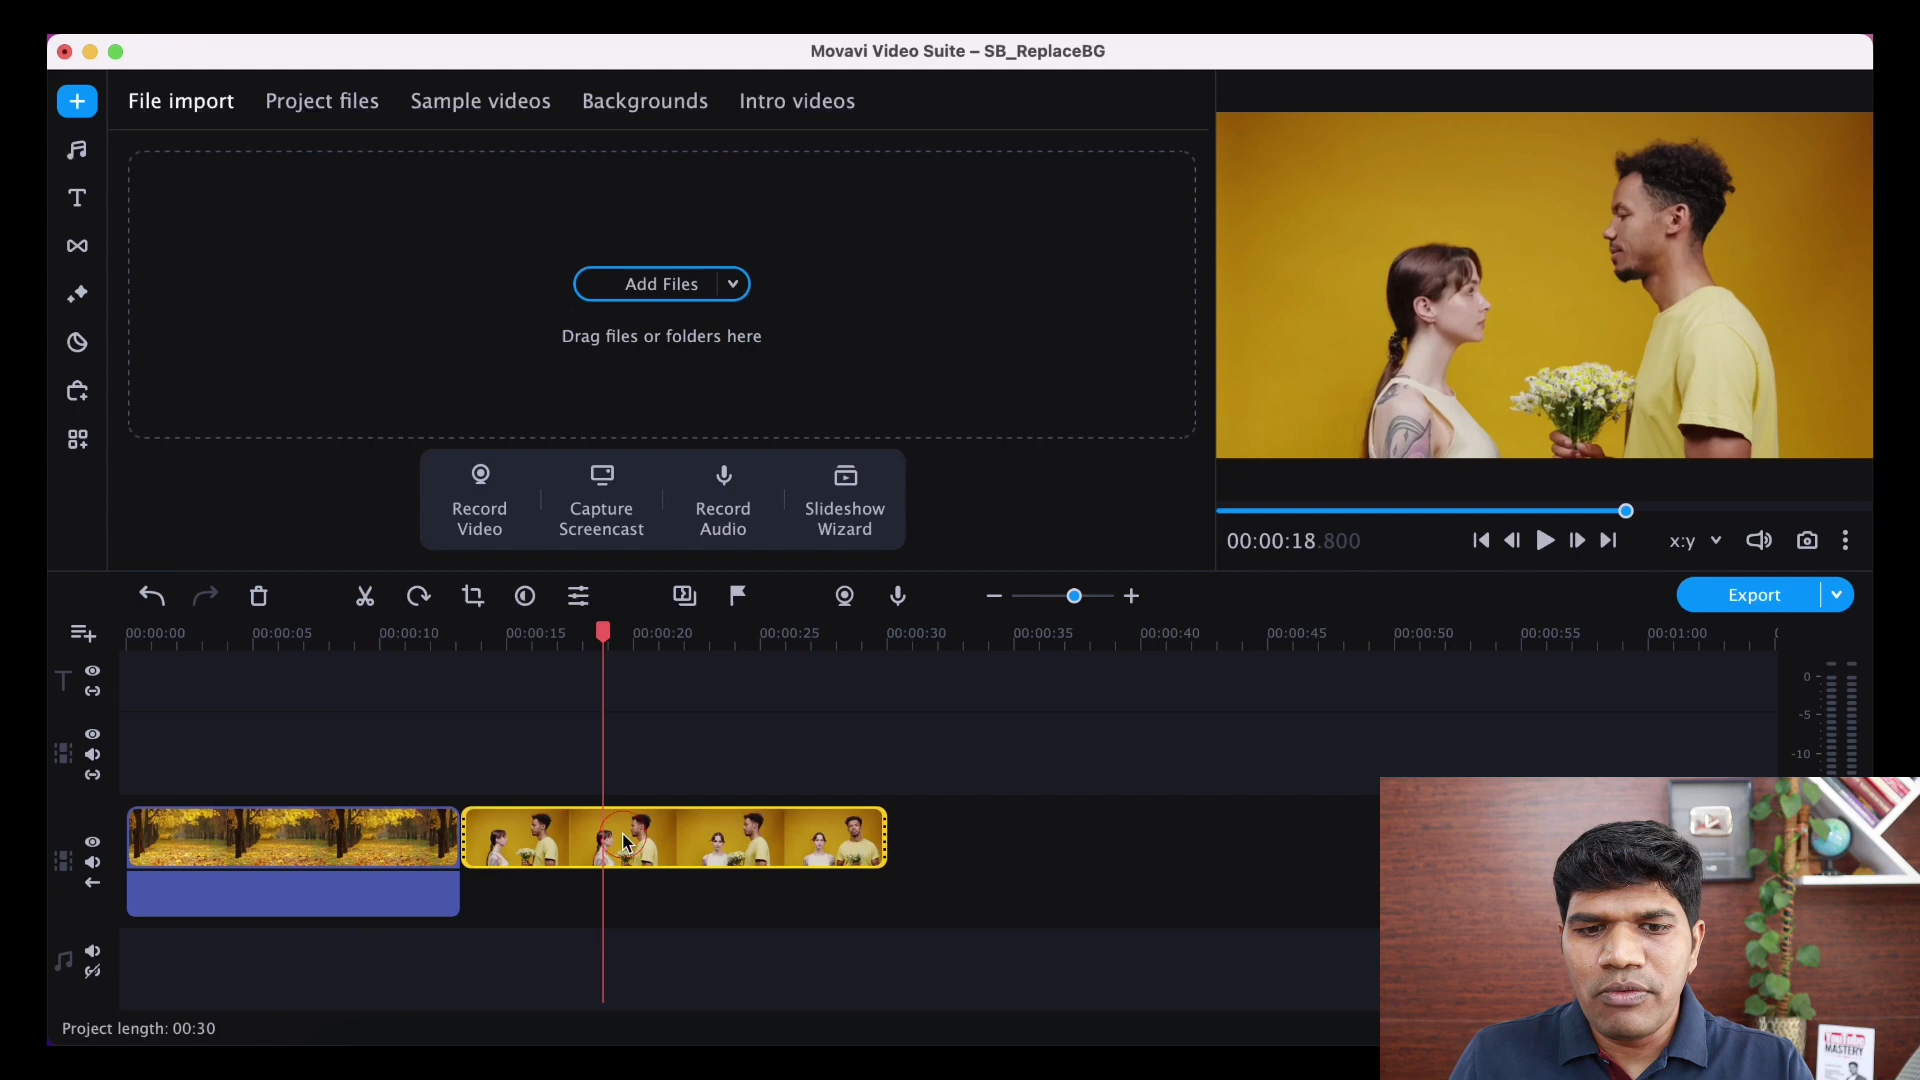 Movavi Video Suite – SB_ReplaceBG
File import
Project files
Sample videos
Backgrounds
Intro videos
Add Files
Drag files or folders here
Record
Video
Capture
Screencast
Record
Audio
Slideshow
Wizard
00:00:18.800
x:y
Export
00:00:00
00:00:05
00:00:10
00:00:15
00:00:20
00:00:25
00:00:30
00:00:35
00:00:40
00:00:45
00:00:50
00:00:55
00:01:00
0
-5
-10
Project length: 00:30
YouTube
MASTERY